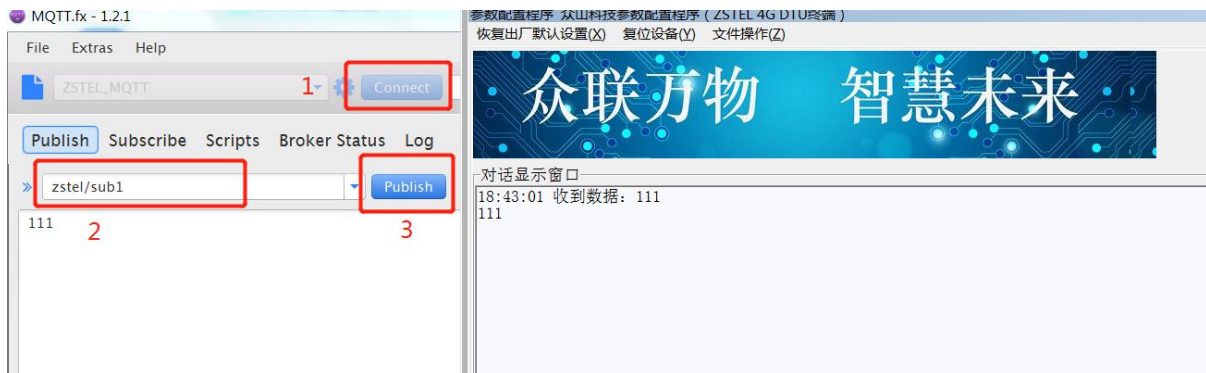 MQTT.fx - 1.2.1
File Extras Help
ZSTEL_MQTT
1
Connect
Publish Subscribe Scripts Broker Status Log
zstel/sub1
Publish
111
2
3
参数配置程序 众山科技参数配置程序（ZSTEL 4G DTU终端）
恢复出厂默认设置(X) 复位设备(Y) 文件操作(Z)
众联万物 智慧未来
对话显示窗口
18:43:01 收到数据: 111
111